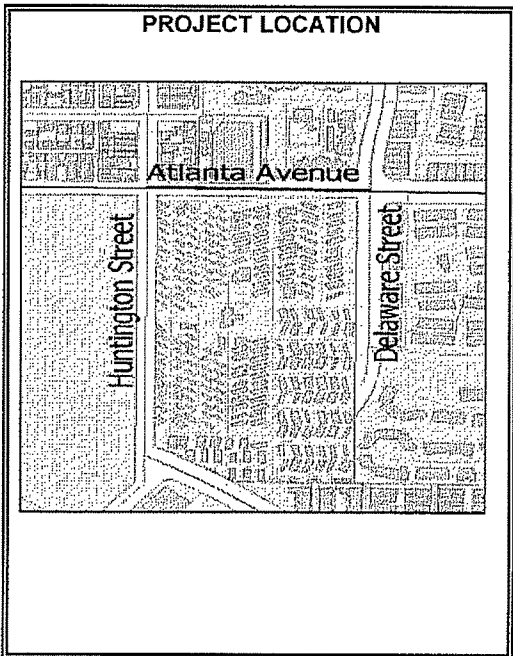 PROJECT LOCATION
Atlanta Avenue
Huntington Street
Delaware Street